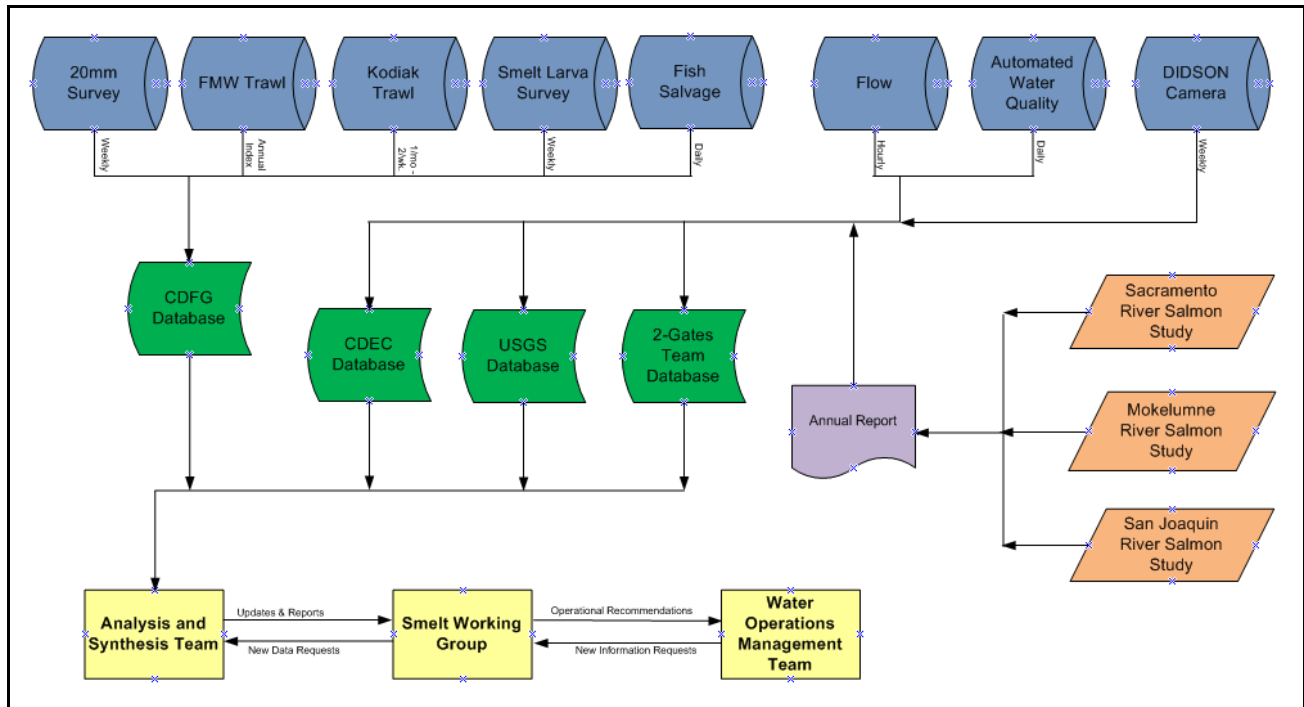 20mm
Survey
FMW Trawl
Kodiak
Trawl
Smelt Larva
Survey
Fish
Salvage
Flow
Automated
Water
Quality
DIDSON
Camera
Weekly
Annual
Index
1/mo -
2/wk.
Weekly
Daily
Hourly
Daily
Weekly
CDFG
Database
CDEC
Database
USGS
Database
2-Gates
Team
Database
Annual Report
Sacramento
River Salmon
Study
Mokelumne
River Salmon
Study
San Joaquin
River Salmon
Study
Analysis and
Synthesis Team
Updates & Reports
New Data Requests
Smelt Working
Group
Operational Recommendations
New Information Requests
Water
Operations
Management
Team